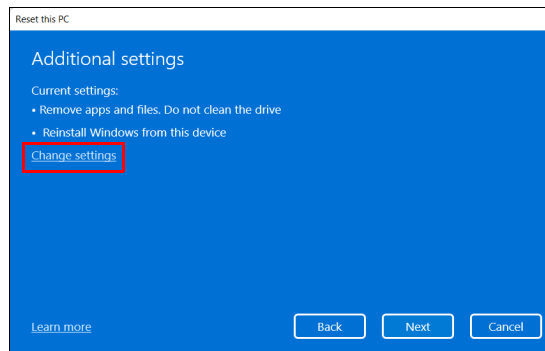 Reset this PC
Additional settings
Current settings:
• Remove apps and files. Do not clean the drive
• Reinstall Windows from this device
Change settings
Learn more
Back
Next
Cancel